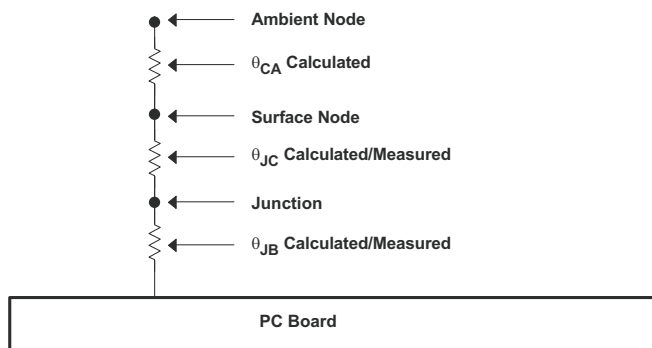 Ambient Node
θCA Calculated
Surface Node
θJC Calculated/Measured
Junction
θJB Calculated/Measured
PC Board